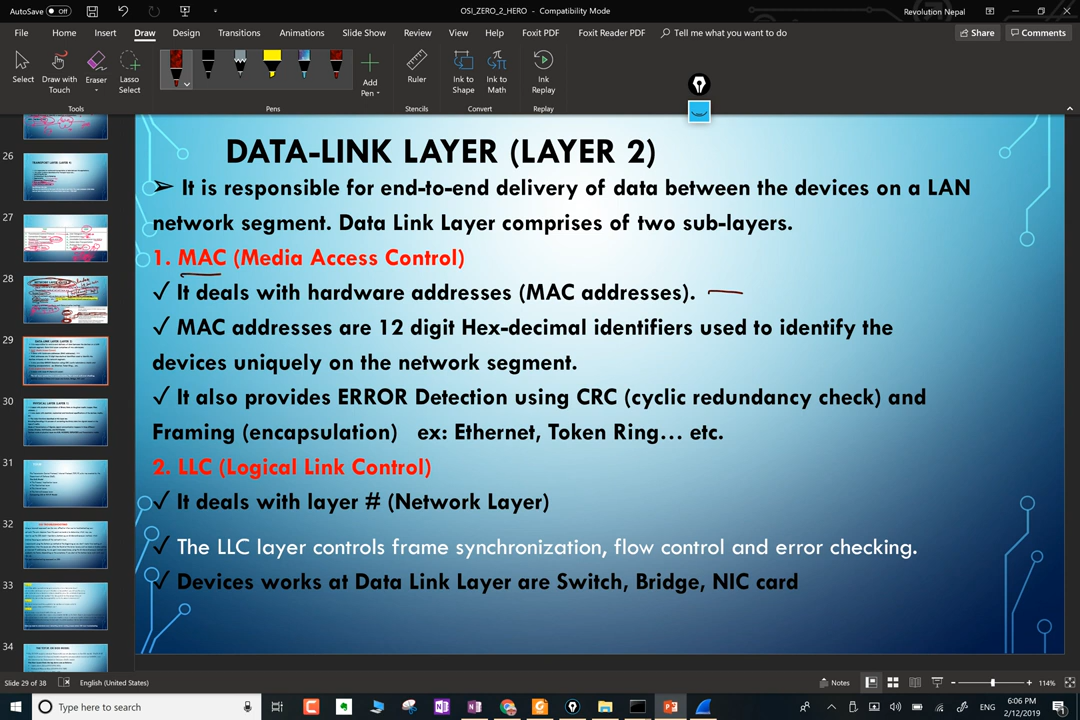 AutoSave Off
OSI_ZERO_2_HERO - Compatibility Mode
Revolution Nepal
File Home Insert Draw Design Transitions Animations Slide Show Review View Help Foxit PDF Foxit Reader PDF Tell me what you want to do Share Comments
Select
Draw with Touch
Eraser
Lasso Select
Add Pen
Ruler
Ink to Shape
Ink to Math
Ink Replay
Tools Pens Stencils Convert Replay
26
TRANSPORT LAYER (LAYER 4)
27
28
29
30
31
32
33
34
DATA-LINK LAYER (LAYER 2)
➢ It is responsible for end-to-end delivery of data between the devices on a LAN
network segment. Data Link Layer comprises of two sub-layers.
1. MAC (Media Access Control)
✓ It deals with hardware addresses (MAC addresses).
✓ MAC addresses are 12 digit Hex-decimal identifiers used to identify the
devices uniquely on the network segment.
✓ It also provides ERROR Detection using CRC (cyclic redundancy check) and
Framing (encapsulation) ex: Ethernet, Token Ring… etc.
2. LLC (Logical Link Control)
✓ It deals with layer # (Network Layer)
✓ The LLC layer controls frame synchronization, flow control and error checking.
✓ Devices works at Data Link Layer are Switch, Bridge, NIC card
Slide 29 of 38 English (United States) Notes 114%
Type here to search
ENG
6:06 PM
2/12/2019